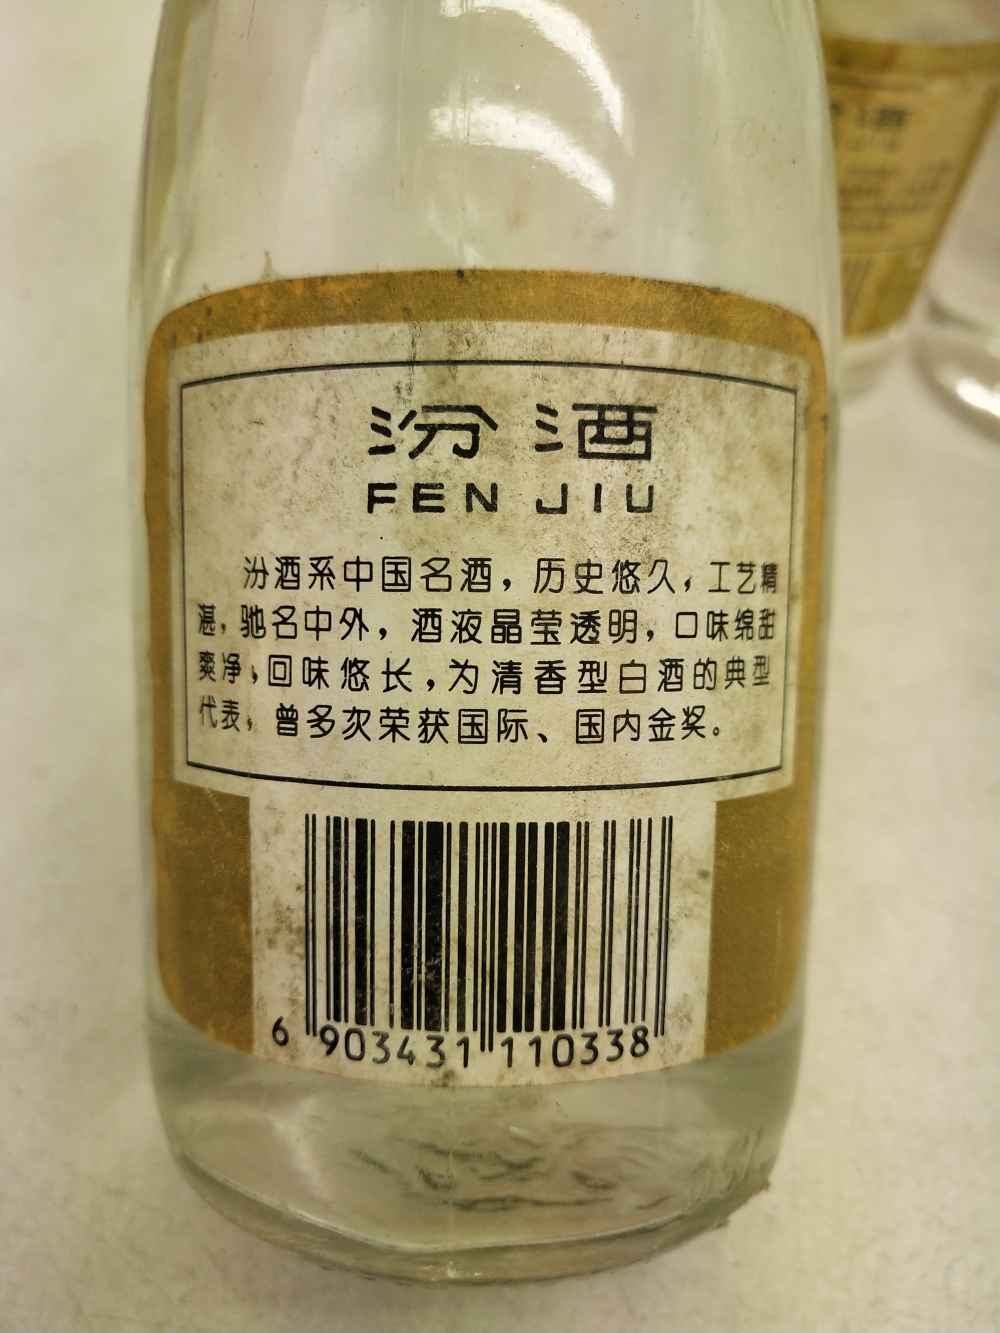 汾酒
FEN JIU
汾酒系中国名酒，历史悠久，工艺精
湛，驰名中外，酒液晶莹透明，口味绵甜
爽净，回味悠长，为清香型白酒的典型
代表，曾多次荣获国际、国内金奖。
6 903431 110338
酒